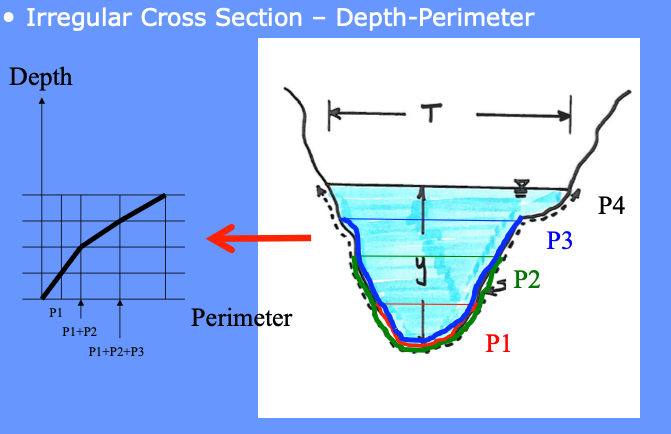 • Irregular Cross Section – Depth-Perimeter
Depth
T
P4
P3
y
P2
P1
P1
Perimeter
P1+P2
P1+P2+P3